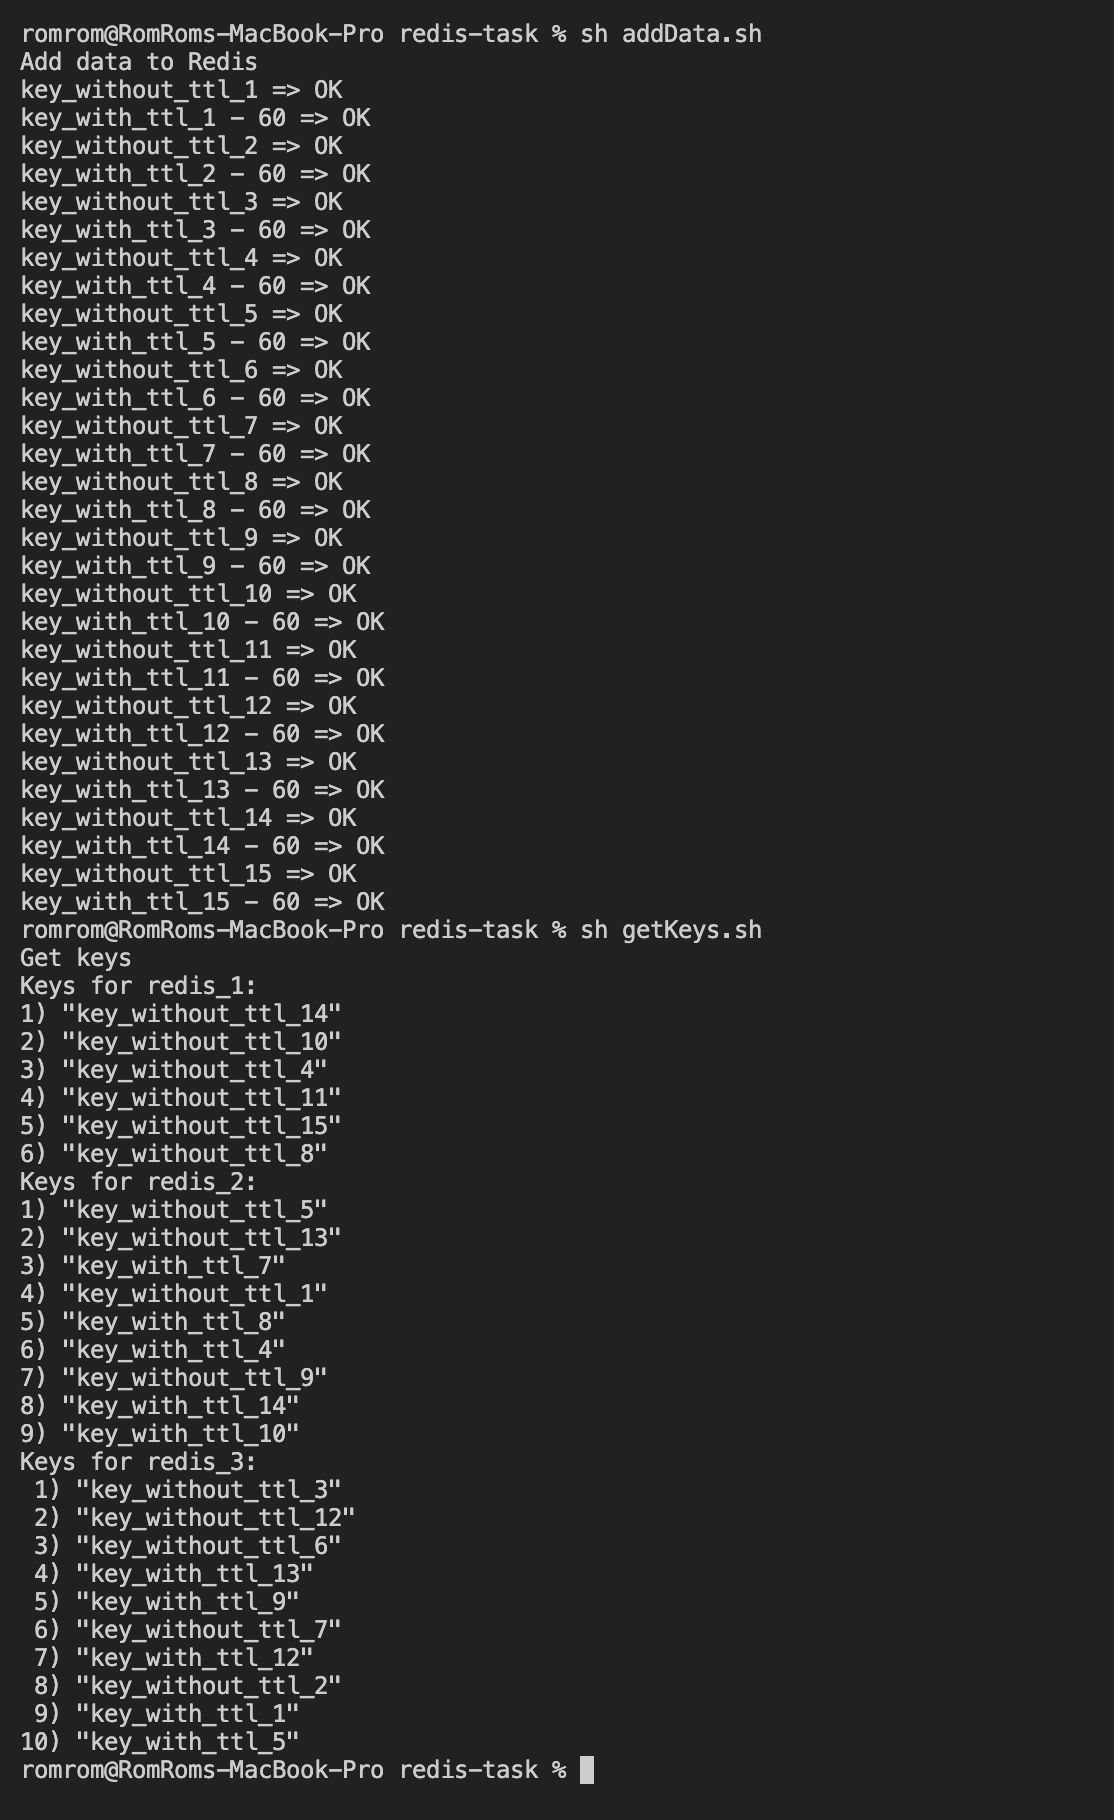 romrom@RomRoms-MacBook-Pro redis-task % sh addData.sh
Add data to Redis
key_without_ttl_1 => OK
key_with_ttl_1 - 60 => OK
key_without_ttl_2 => OK
key_with_ttl_2 - 60 => OK
key_without_ttl_3 => OK
key_with_ttl_3 - 60 => OK
key_without_ttl_4 => OK
key_with_ttl_4 - 60 => OK
key_without_ttl_5 => OK
key_with_ttl_5 - 60 => OK
key_without_ttl_6 => OK
key_with_ttl_6 - 60 => OK
key_without_ttl_7 => OK
key_with_ttl_7 - 60 => OK
key_without_ttl_8 => OK
key_with_ttl_8 - 60 => OK
key_without_ttl_9 => OK
key_with_ttl_9 - 60 => OK
key_without_ttl_10 => OK
key_with_ttl_10 - 60 => OK
key_without_ttl_11 => OK
key_with_ttl_11 - 60 => OK
key_without_ttl_12 => OK
key_with_ttl_12 - 60 => OK
key_without_ttl_13 => OK
key_with_ttl_13 - 60 => OK
key_without_ttl_14 => OK
key_with_ttl_14 - 60 => OK
key_without_ttl_15 => OK
key_with_ttl_15 - 60 => OK
romrom@RomRoms-MacBook-Pro redis-task % sh getKeys.sh
Get keys
Keys for redis_1:
1) "key_without_ttl_14"
2) "key_without_ttl_10"
3) "key_without_ttl_4"
4) "key_without_ttl_11"
5) "key_without_ttl_15"
6) "key_without_ttl_8"
Keys for redis_2:
1) "key_without_ttl_5"
2) "key_without_ttl_13"
3) "key_with_ttl_7"
4) "key_without_ttl_1"
5) "key_with_ttl_8"
6) "key_with_ttl_4"
7) "key_without_ttl_9"
8) "key_with_ttl_14"
9) "key_with_ttl_10"
Keys for redis_3:
 1) "key_without_ttl_3"
 2) "key_without_ttl_12"
 3) "key_without_ttl_6"
 4) "key_with_ttl_13"
 5) "key_with_ttl_9"
 6) "key_without_ttl_7"
 7) "key_with_ttl_12"
 8) "key_without_ttl_2"
 9) "key_with_ttl_1"
10) "key_with_ttl_5"
romrom@RomRoms-MacBook-Pro redis-task %